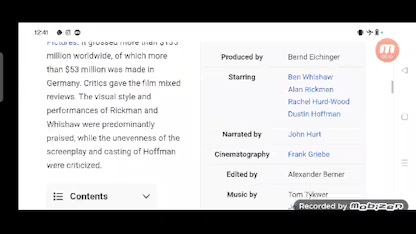 12:41
Pictures. It grossed more than $135
million worldwide, of which more
than $53 million was made in
Germany. Critics gave the film mixed
reviews. The visual style and
performances of Rickman and
Whishaw were predominantly
praised, while the unevenness of the
screenplay and casting of Hoffman
were criticized.
Contents
Produced by Bernd Eichinger
Starring Ben Whishaw
Alan Rickman
Rachel Hurd-Wood
Dustin Hoffman
Narrated by John Hurt
Cinematography Frank Griebe
Edited by Alexander Berner
Music by Tom Tykwer
Recorded by Mobizen